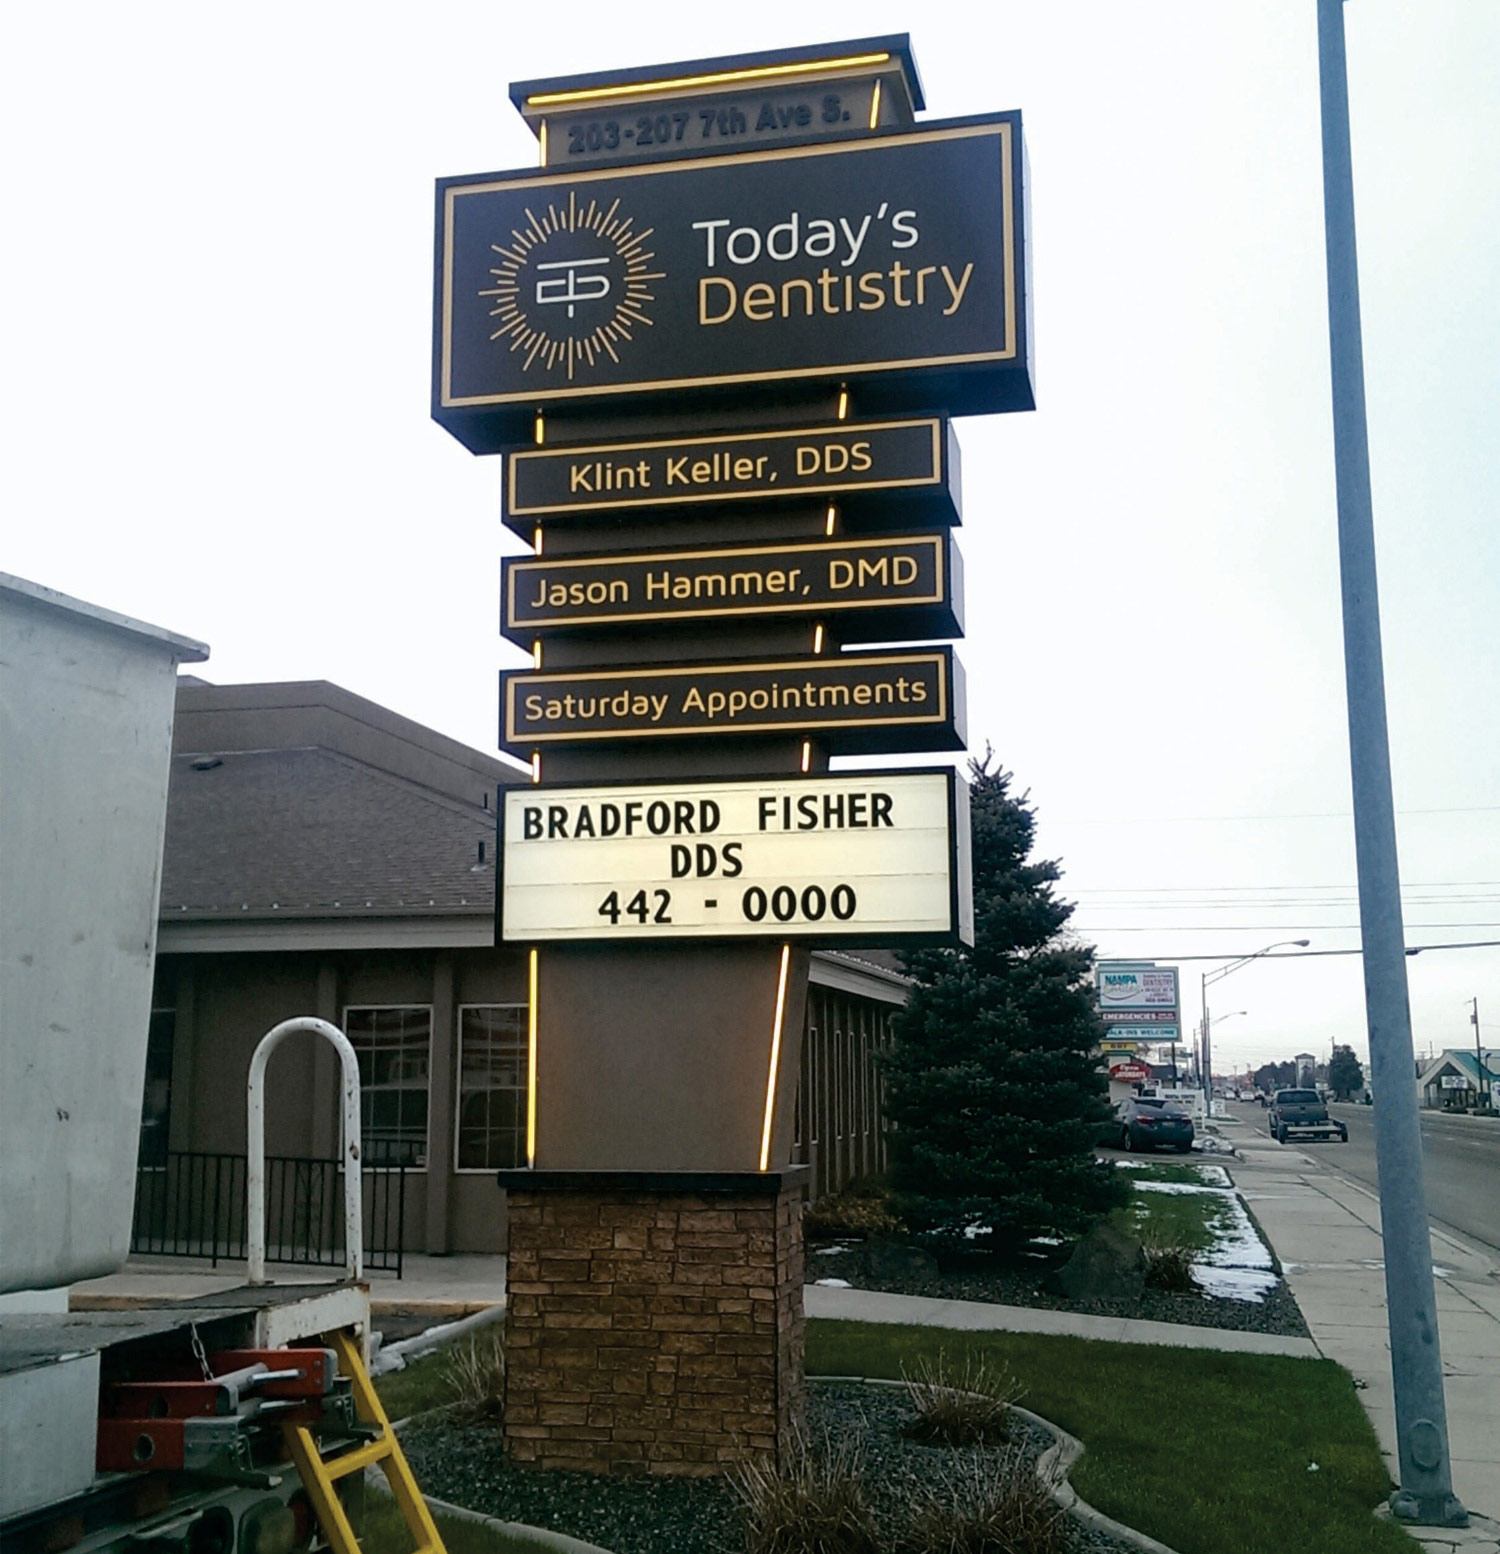 203-207 7th Ave S.
Today's
Dentistry
Klint Keller, DDS
Jason Hammer, DMD
Saturday Appointments
BRADFORD FISHER
DDS
442 - 0000
NAMPA
DENTISTRY
EMERGENCIES
WALK-INS WELCOME